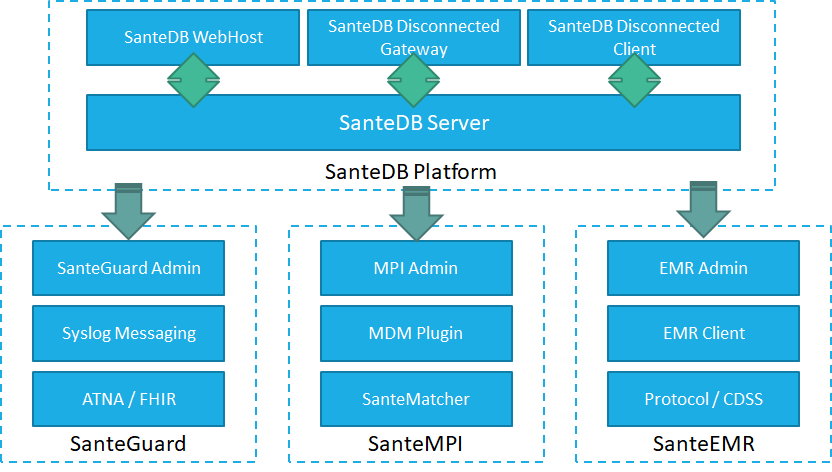 SanteDB WebHost
SanteDB Disconnected
Gateway
SanteDB Disconnected
Client
SanteDB Server
SanteDB Platform
SanteGuard Admin
Syslog Messaging
ATNA / FHIR
SanteGuard
MPI Admin
MDM Plugin
SanteMatcher
SanteMPI
EMR Admin
EMR Client
Protocol / CDSS
SanteEMR